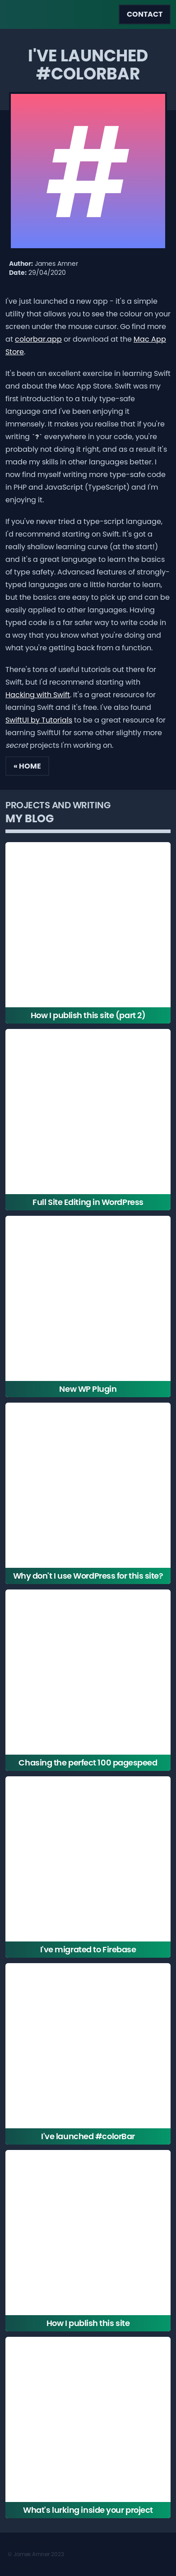 CONTACT
I'VE LAUNCHED
#COLORBAR
#
Author: James Amner
Date: 29/04/2020
I've just launched a new app – it's a simple
utility that allows you to see the colour on your
screen under the mouse cursor. Go find more
at colorbar.app or download at the Mac App
Store.
It's been an excellent exercise in learning Swift
and about the Mac App Store. Swift was my
first introduction to a truly type-safe
language and I've been enjoying it
immensely. It makes you realise that if you're
writing `?` everywhere in your code, you're
probably not doing it right, and as a result it's
made my skills in other languages better. I
now find myself writing more type-safe code
in PHP and JavaScript (TypeScript) and I'm
enjoying it.
If you've never tried a type-script language,
I'd recommend starting on Swift. It's got a
really shallow learning curve (at the start!)
and it's a great language to learn the basics
of type safety. Advanced features of strongly-
typed languages are a little harder to learn,
but the basics are easy to pick up and can be
easily applied to other languages. Having
typed code is a far safer way to write code in
a way that you know what you're doing and
what you're getting back from a function.
There's tons of useful tutorials out there for
Swift, but I'd recommend starting with
Hacking with Swift. It's a great resource for
learning Swift and it's free. I've also found
SwiftUI by Tutorials to be a great resource for
learning SwiftUI for some other slightly more
secret projects I'm working on.
« HOME
PROJECTS AND WRITING
MY BLOG
How I publish this site (part 2)
Full Site Editing in WordPress
New WP Plugin
Why don't I use WordPress for this site?
Chasing the perfect 100 pagespeed
I've migrated to Firebase
I've launched #colorBar
How I publish this site
What's lurking inside your project